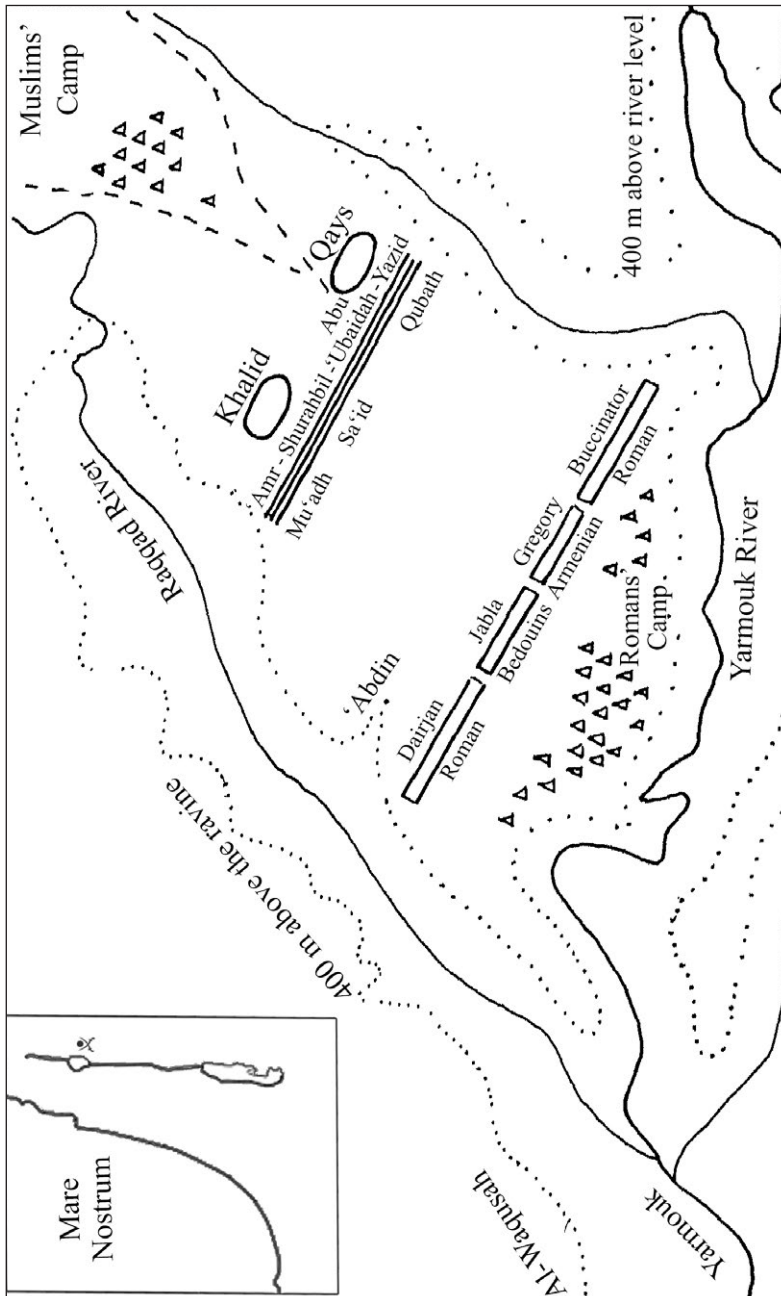 Mare
Nostrum
Muslims'
Camp
Raqqad River
Khalid
Qays
Abu
'Amr - Shurahbil - 'Ubaidah - Yazid
Mu'adh
Sa'id
Qubath
400 m above the ravine
'Abdin
Dairjan
Roman
Jabla
Bedouins
Gregory
Armenian
Buccinator
Roman
Romans'
Camp
400 m above river level
Al-Waqusah
Yarmouk
Yarmouk River